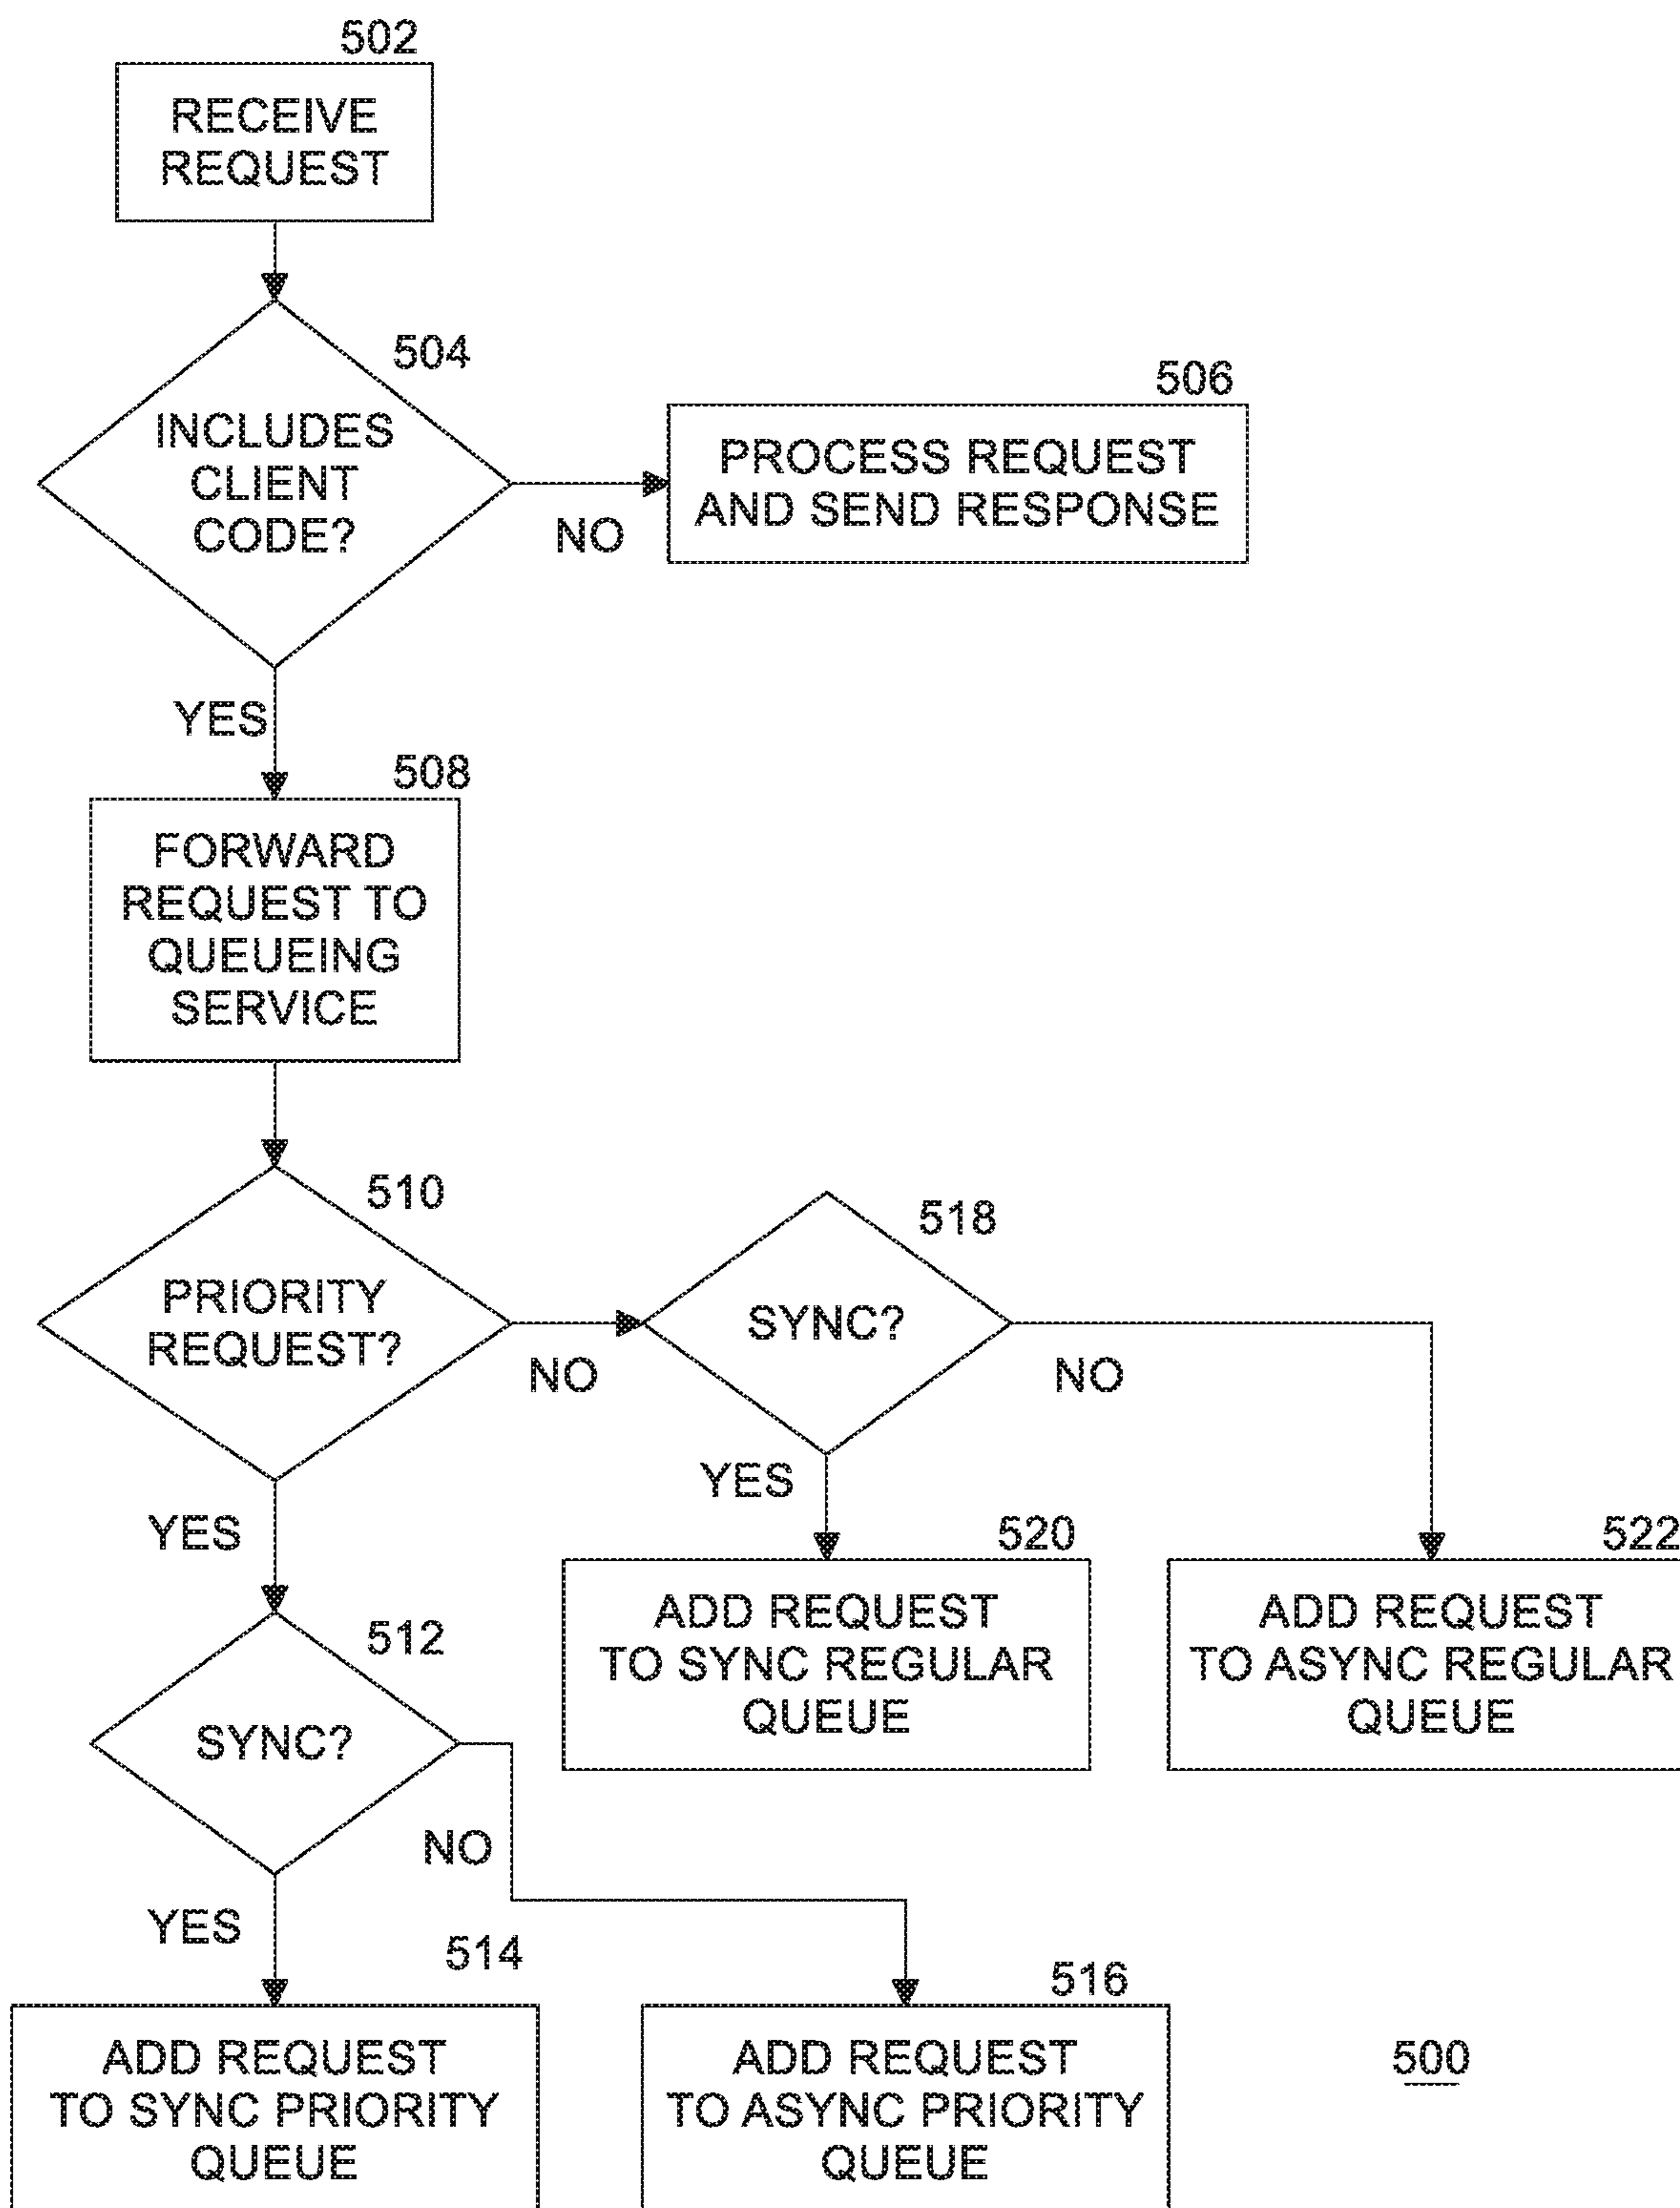 502
RECEIVE
REQUEST
504
INCLUDES
CLIENT
CODE?
NO
506
PROCESS REQUEST
AND SEND RESPONSE
YES
508
FORWARD
REQUEST TO
QUEUEING
SERVICE
510
PRIORITY
REQUEST?
NO
518
SYNC?
NO
YES
520
ADD REQUEST
TO SYNC REGULAR
QUEUE
522
ADD REQUEST
TO ASYNC REGULAR
QUEUE
YES
512
SYNC?
NO
YES
514
ADD REQUEST
TO SYNC PRIORITY
QUEUE
516
ADD REQUEST
TO ASYNC PRIORITY
QUEUE
500